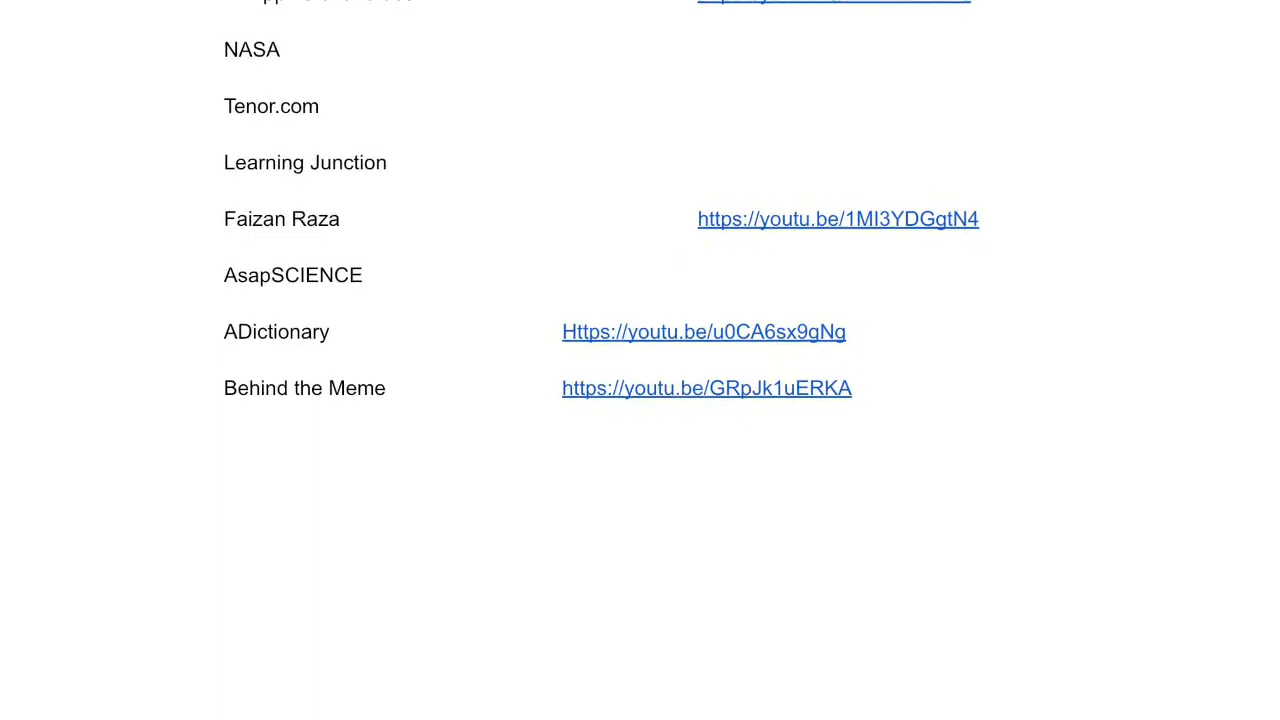 NASA
Tenor.com
Learning Junction
Faizan Raza https://youtu.be/1MI3YDGgtN4
AsapSCIENCE
ADictionary Https://youtu.be/u0CA6sx9gNg
Behind the Meme https://youtu.be/GRpJk1uERKA